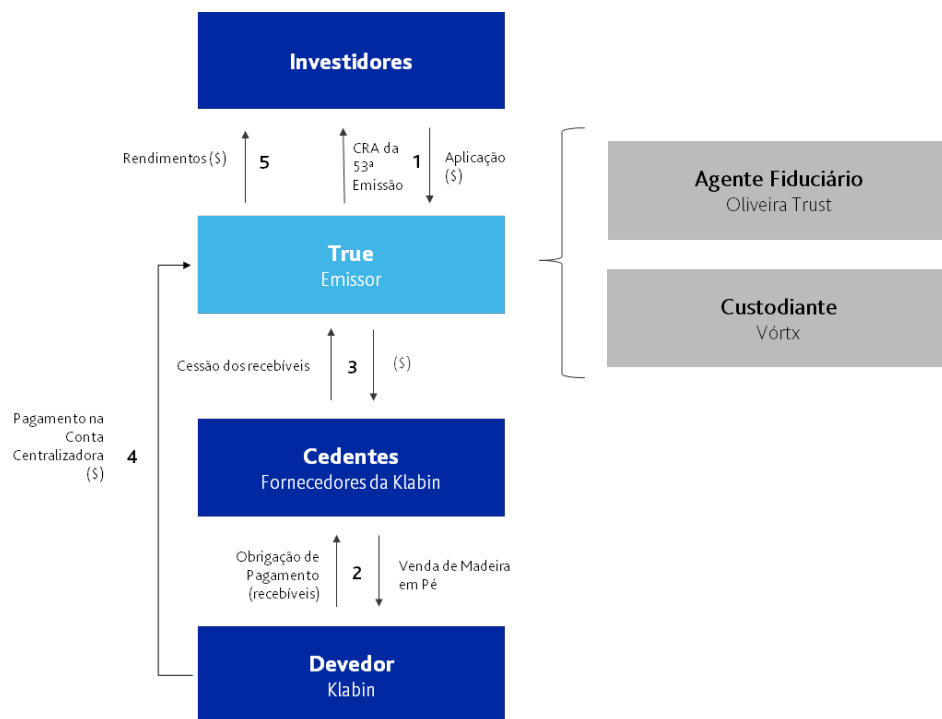 Investidores
Rendimentos ($)
5
CRA da
53ª
Emissão
1
Aplicação
($)
Agente Fiduciário
Oliveira Trust
True
Emissor
Custodiante
Vórtx
Cessão dos recebíveis
3
($)
Pagamento na
Conta
Centralizadora
($)
4
Cedentes
Fornecedores da Klabin
Obrigação de
Pagamento
(recebíveis)
2
Venda de Madeira
em Pé
Devedor
Klabin